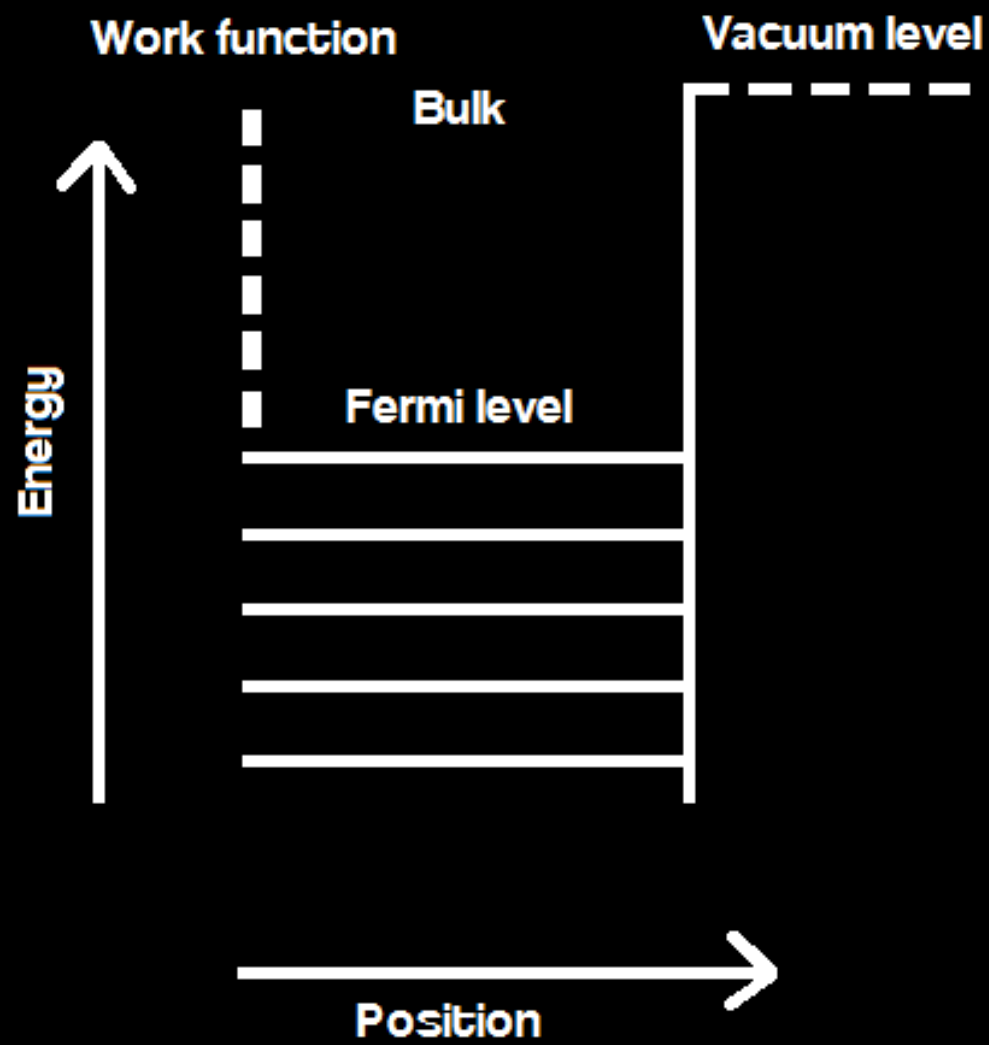 Work function
Vacuum level
Bulk
Energy
Fermi level
Position